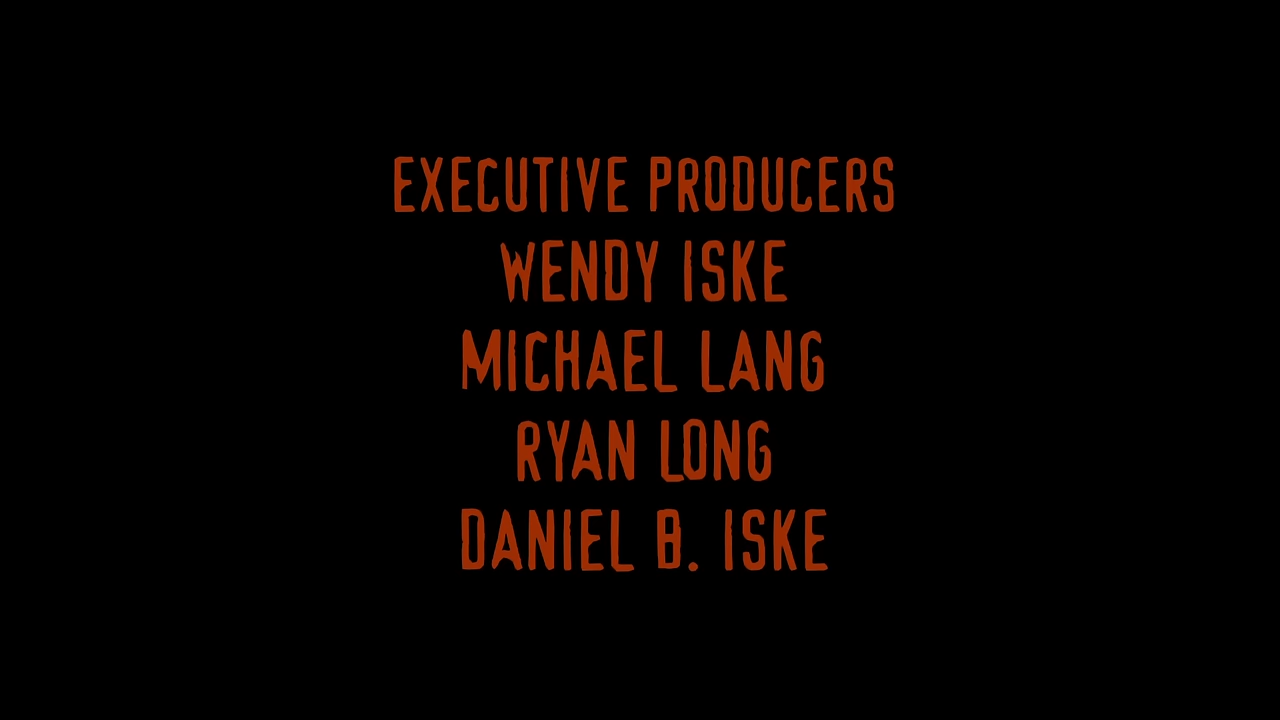 EXECUTIVE PRODUCERS
WENDY ISKE
MICHAEL LANG
RYAN LONG
DANIEL B. ISKE